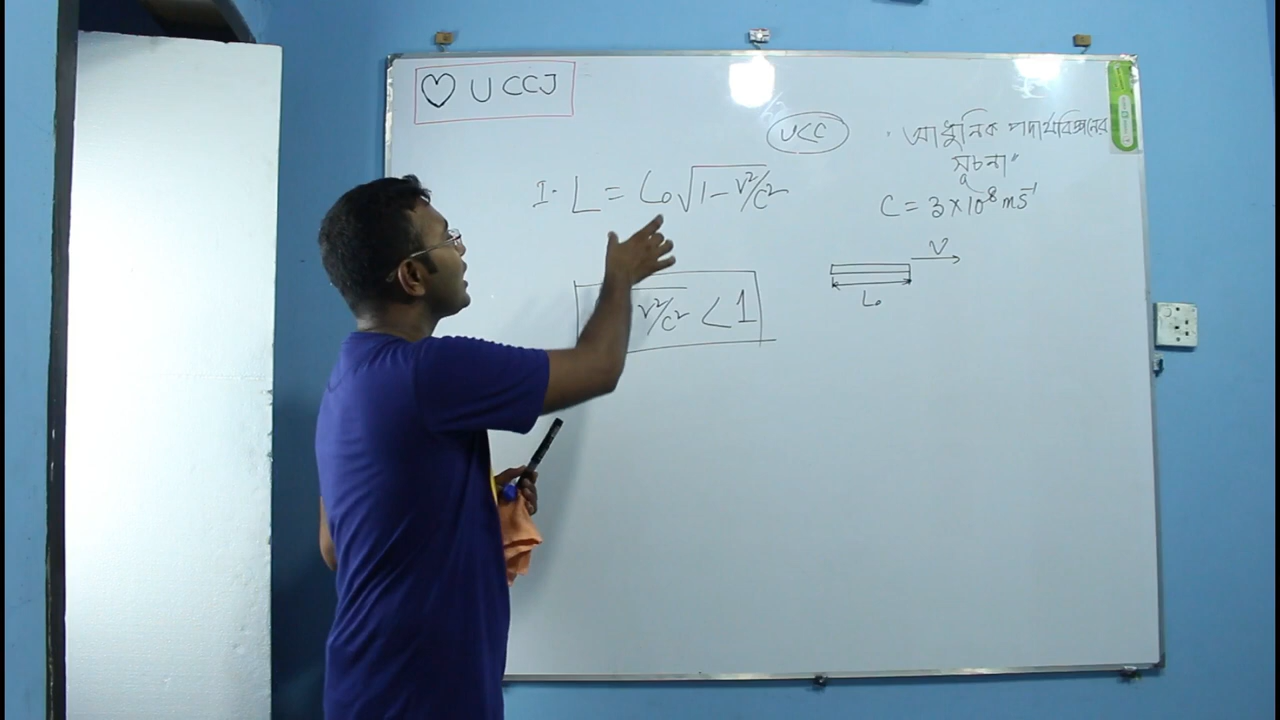 ♡ UCCJ
UCC
"আধুনিক পদার্থবিজ্ঞানের
সূচনা"
I. L = L₀√(1 - v²/c²)
C = 3×10⁸ ms⁻¹
v
L₀
v²/c² < 1